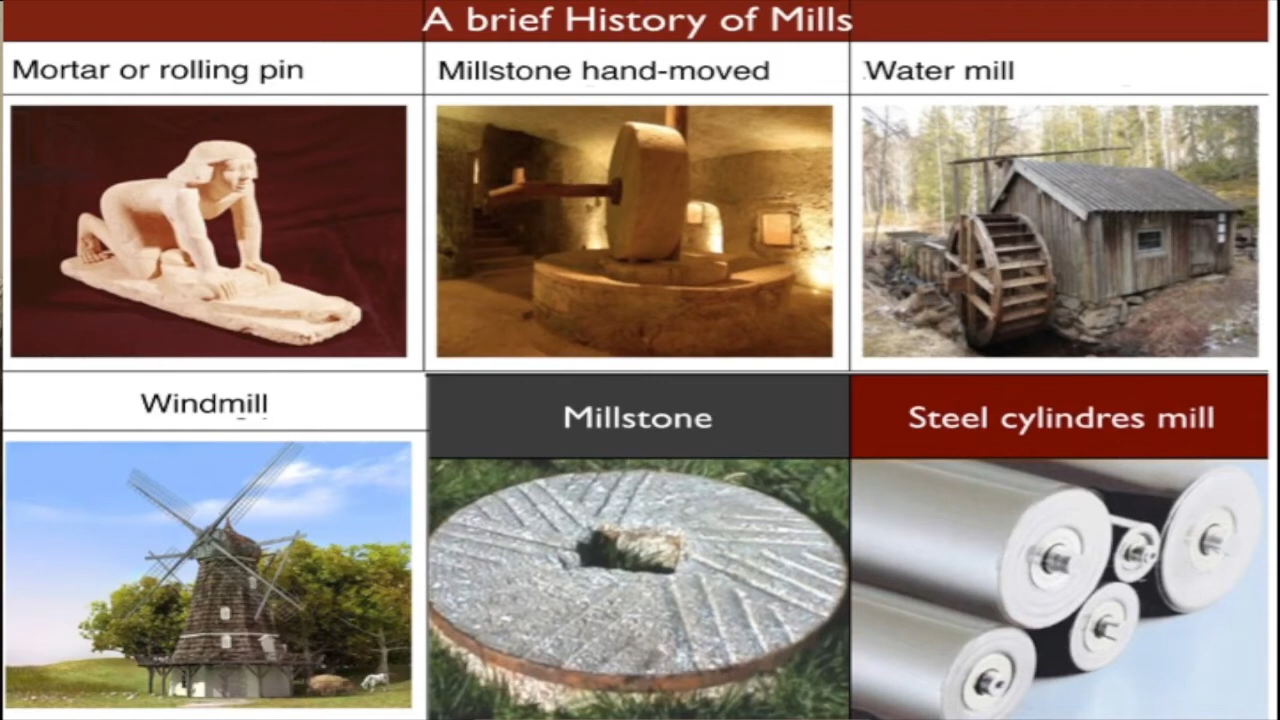 A brief History of Mills
Mortar or rolling pin
Millstone hand-moved
Water mill
Windmill
Millstone
Steel cylindres mill